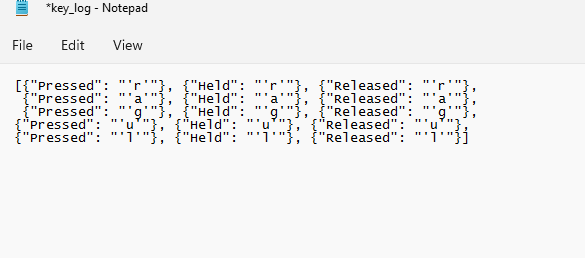 *key_log - Notepad
File Edit View
[{"Pressed": "'r'"}, {"Held": "'r'"}, {"Released": "'r'"},
{"Pressed": "'a'"}, {"Held": "'a'"}, {"Released": "'a'"},
{"Pressed": "'g'"}, {"Held": "'g'"}, {"Released": "'g'"},
{"Pressed": "'u'"}, {"Held": "'u'"}, {"Released": "'u'"},
{"Pressed": "'l'"}, {"Held": "'l'"}, {"Released": "'l'"}]